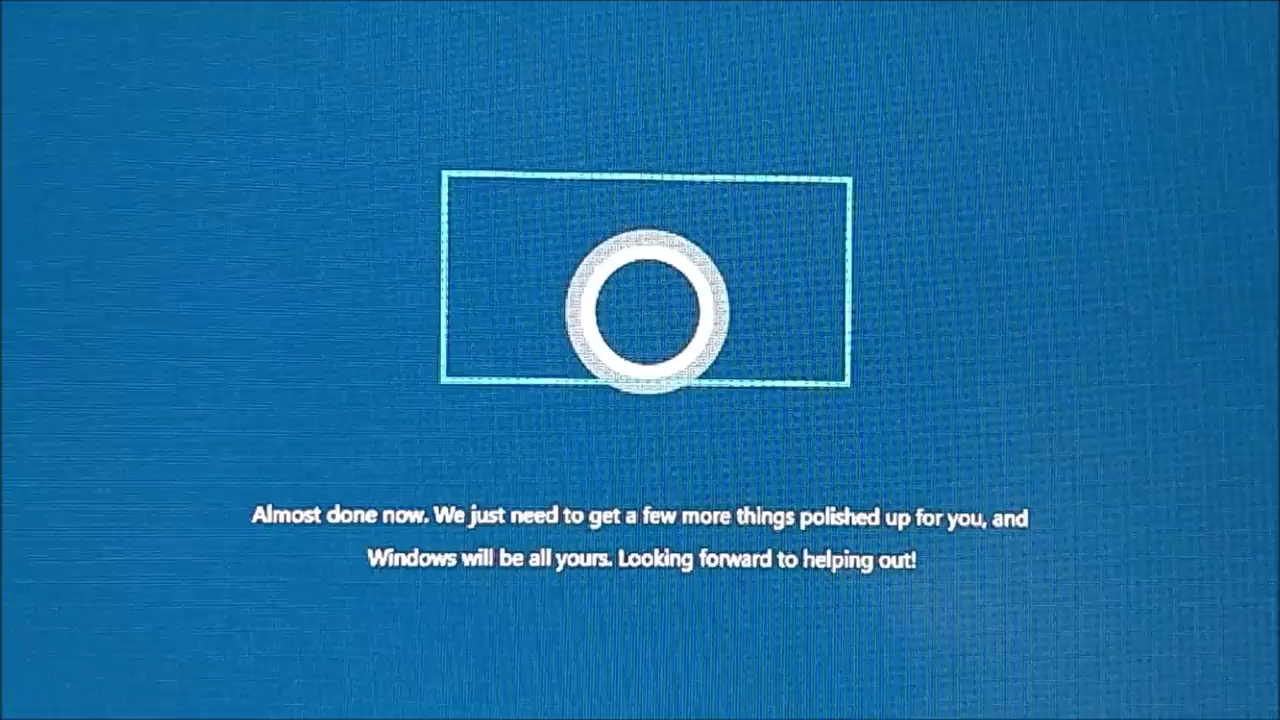 Almost done now. We just need to get a few more things polished up for you, and
Windows will be all yours. Looking forward to helping out!